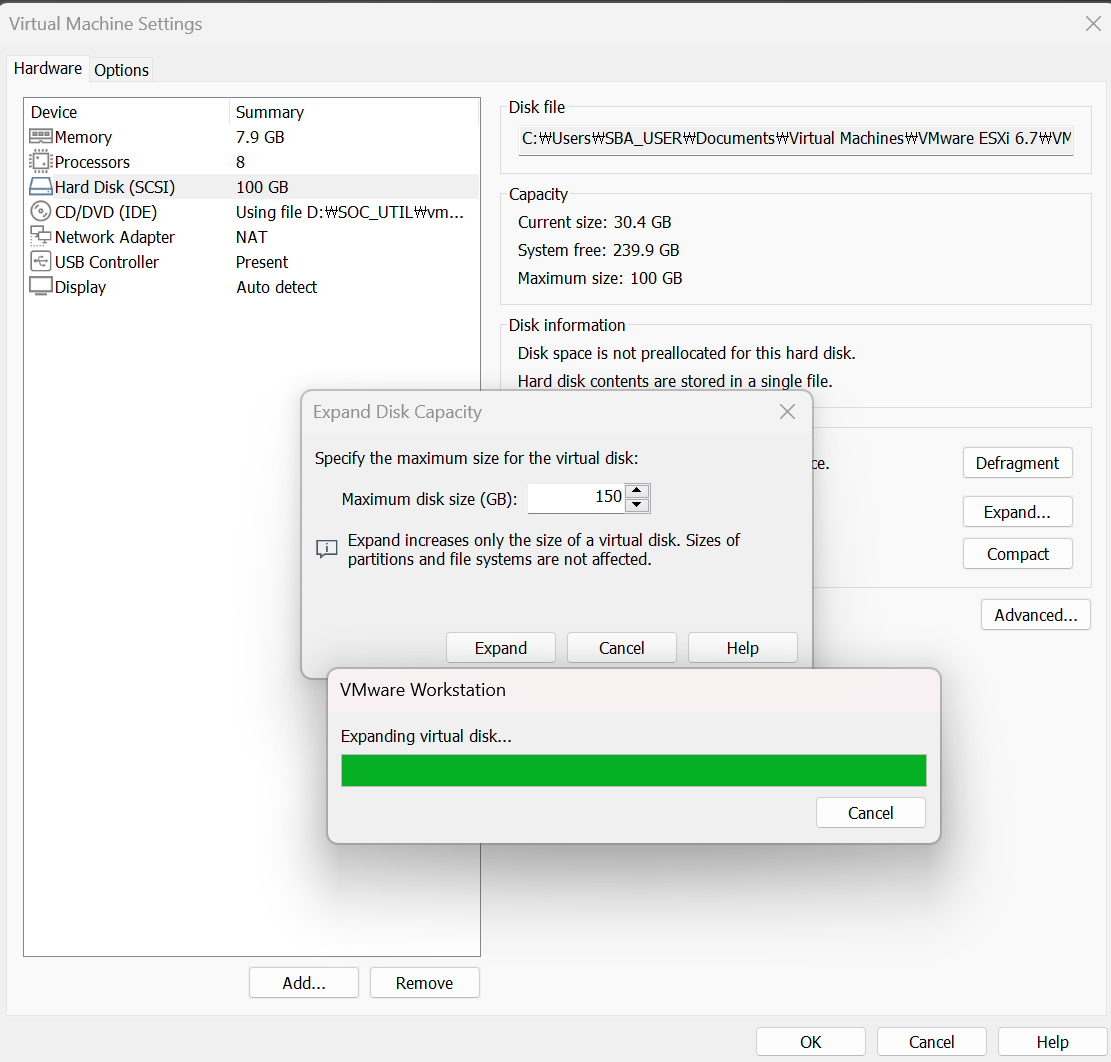 Virtual Machine Settings
Hardware Options
Device Summary
Memory 7.9 GB
Processors 8
Hard Disk (SCSI) 100 GB
CD/DVD (IDE) Using file D:₩SOC_UTIL₩vm...
Network Adapter NAT
USB Controller Present
Display Auto detect
Add... Remove
Disk file
C:₩Users₩SBA_USER₩Documents₩Virtual Machines₩VMware ESXi 6.7₩VM
Capacity
Current size: 30.4 GB
System free: 239.9 GB
Maximum size: 100 GB
Disk information
Disk space is not preallocated for this hard disk.
Hard disk contents are stored in a single file.
ce. Defragment
Expand...
Compact
Advanced...
Expand Disk Capacity
Specify the maximum size for the virtual disk:
Maximum disk size (GB): 150
Expand increases only the size of a virtual disk. Sizes of
partitions and file systems are not affected.
Expand Cancel Help
VMware Workstation
Expanding virtual disk...
Cancel
OK Cancel Help